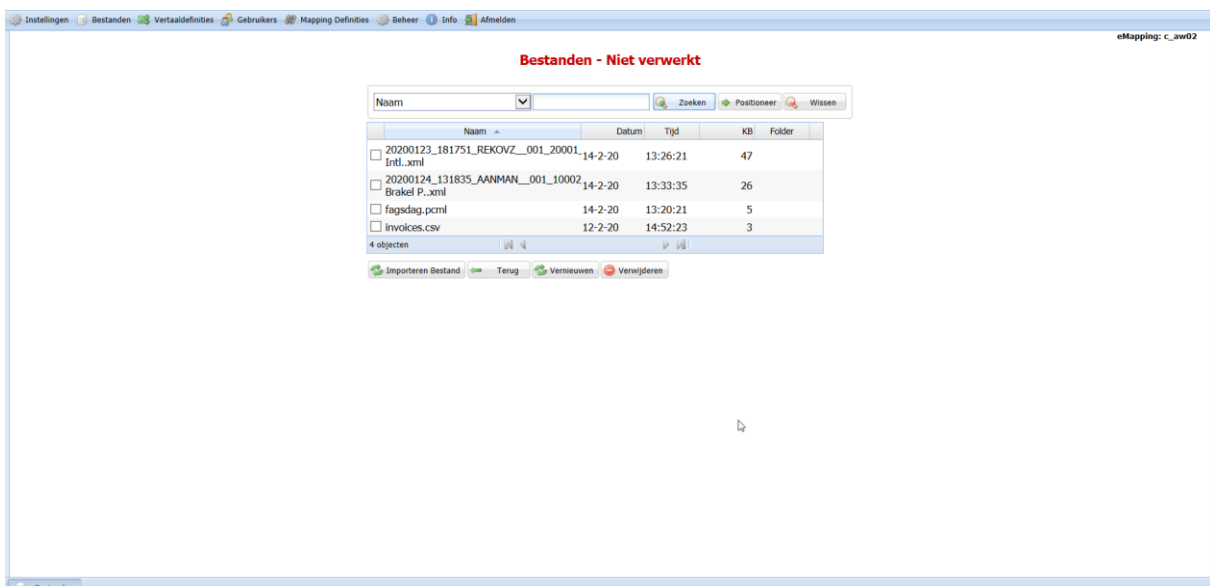 Instellingen Bestanden Vertaaldefinities Gebruikers Mapping Definities Beheer Info Afmelden
eMapping: c_aw02
Bestanden - Niet verwerkt
Naam Zoeken Positioneer Wissen
Naam Datum Tijd KB Folder
20200123_181751_REKOVZ__001_20001_ 14-2-20 13:26:21 47
Intl..xml
20200124_131835_AANMAN__001_10002 14-2-20 13:33:35 26
Brakel P..xml
fagsdag.pcml 14-2-20 13:20:21 5
invoices.csv 12-2-20 14:52:23 3
4 objecten
Importeren Bestand Terug Vernieuwen Verwijderen